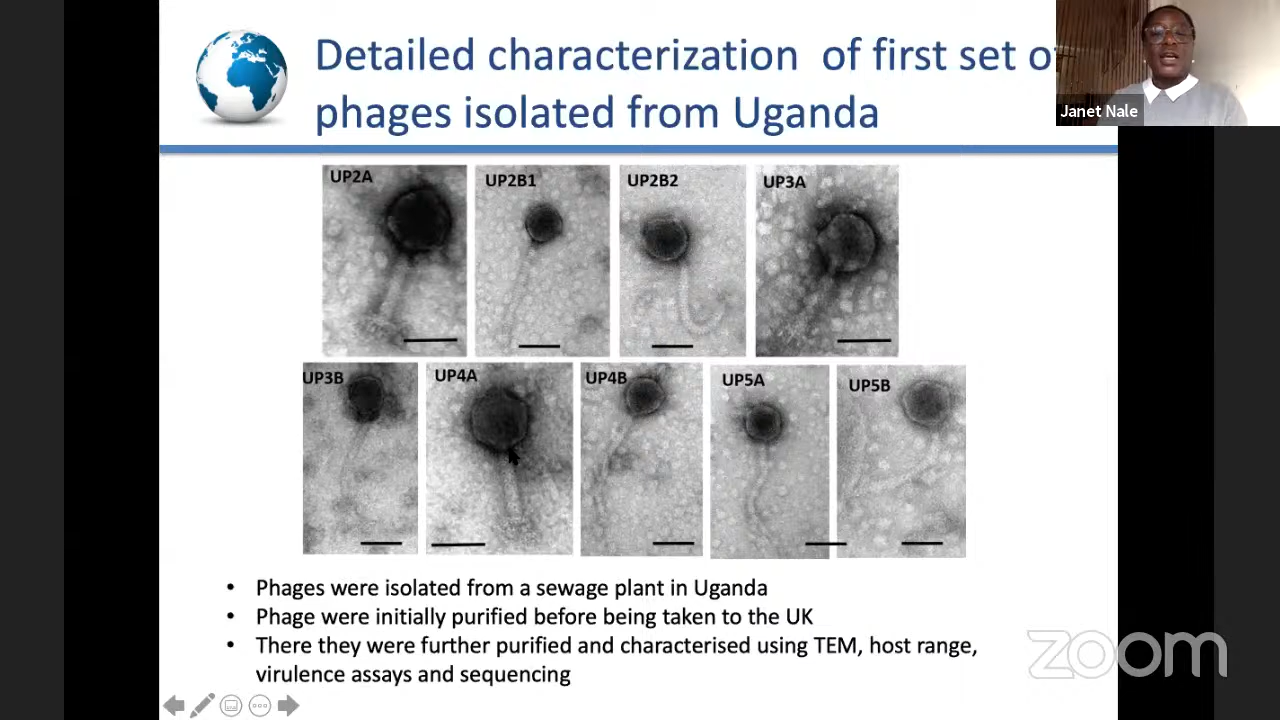 Detailed characterization of first set o
phages isolated from Uganda
Janet Nale
UP2A
UP2B1
UP2B2
UP3A
UP3B
UP4A
UP4B
UP5A
UP5B
• Phages were isolated from a sewage plant in Uganda
• Phage were initially purified before being taken to the UK
• There they were further purified and characterised using TEM, host range,
virulence assays and sequencing
zoom